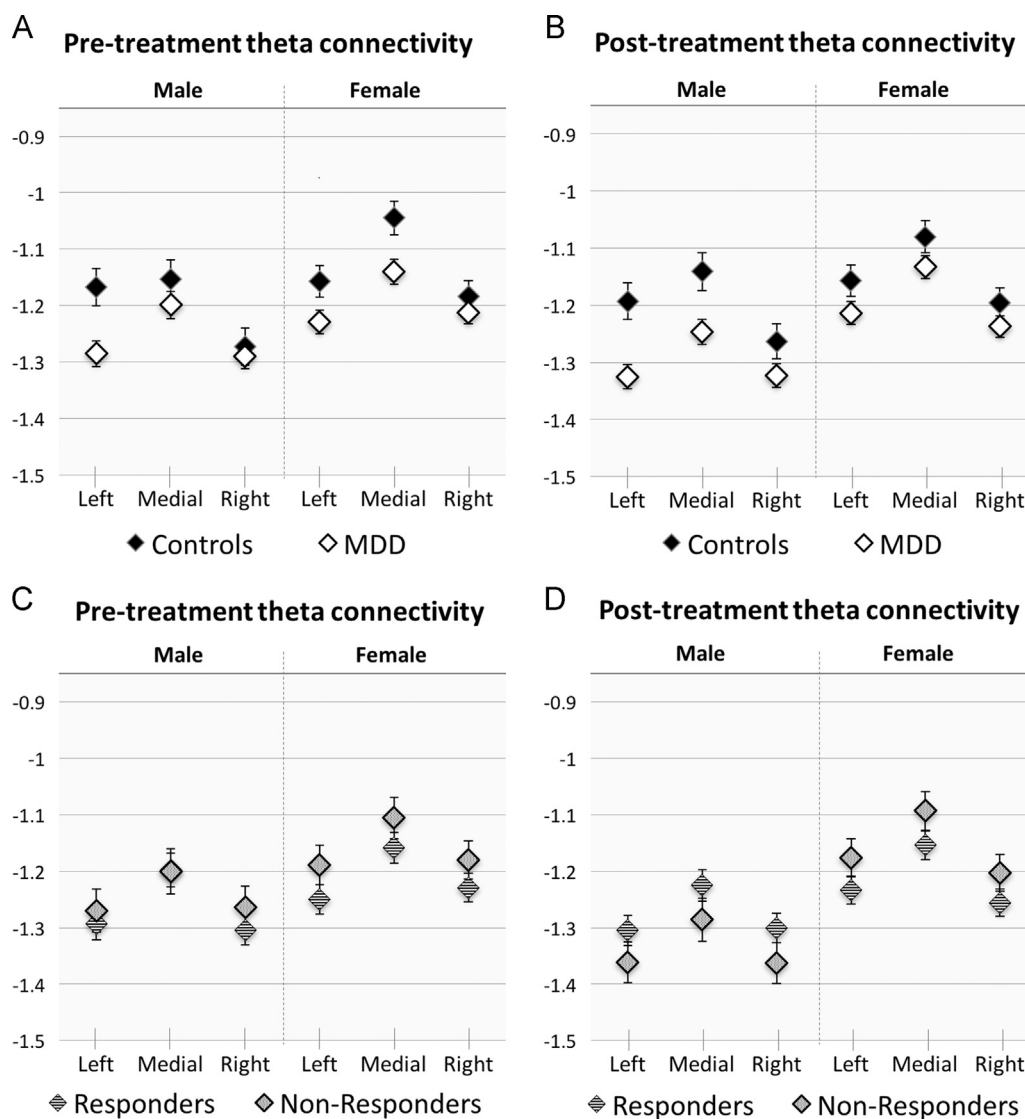 A
Pre-treatment theta connectivity
Male Female
-0.9
-1
-1.1
-1.2
-1.3
-1.4
-1.5
Left Medial Right Left Medial Right
Controls MDD
B
Post-treatment theta connectivity
Male Female
-0.9
-1
-1.1
-1.2
-1.3
-1.4
-1.5
Left Medial Right Left Medial Right
Controls MDD
C
Pre-treatment theta connectivity
Male Female
-0.9
-1
-1.1
-1.2
-1.3
-1.4
-1.5
Left Medial Right Left Medial Right
Responders Non-Responders
D
Post-treatment theta connectivity
Male Female
-0.9
-1
-1.1
-1.2
-1.3
-1.4
-1.5
Left Medial Right Left Medial Right
Responders Non-Responders